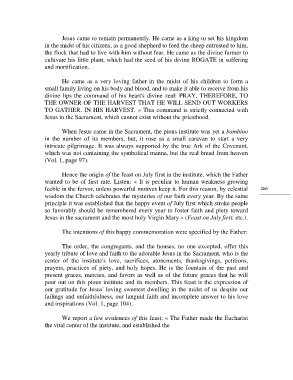 Jesus came to remain permanently. He came as a king to set his kingdom
in the midst of his citizens, as a good shepherd to feed the sheep entrusted to him,
the flock that had to live with him without fear. He came as the divine farmer to
cultivate his little plant, which had the seed of his divine ROGATE in suffering
and mortification.
He came as a very loving father in the midst of his children to form a
small family living on his body and blood, and to make it able to receive from his
divine lips the command of his heart's divine zeal: PRAY, THEREFORE, TO
THE OWNER OF THE HARVEST THAT HE WILL SEND OUT WORKERS
TO GATHER. IN HIS HARVEST. » This command is strictly connected with
Jesus in the Sacrament, which cannot exist without the priesthood.
When Jesus came in the Sacrament, the pious institute was yet a bambino
in the number of its members, but, it rose as a small caravan to start a very
intricate pilgrimage. It was always supported by the true Ark of the Covenant,
which was not containing the symbolical manna, but the real bread from heaven
(Vol. 1, page 97).
Hence the origin of the feast on July first in the institute, which the Father
wanted to be of first rate. Listen: « It is peculiar to human weakness growing
feeble in the fervor, unless powerful motives keep it. For this reason, by celestial
wisdom the Church celebrates the mysteries of our faith every year. By the same
principle it was established that the happy event of July first which stroke people
so favorably should be remembered every year to foster faith and piety toward
Jesus in the sacrament and the most holy Virgin Mary » (Feast on July first, etc.).
266
The intentions of this happy commemoration were specified by the Father:
The order, the congregants, and the houses, no one excepted, offer this
yearly tribute of love and faith to the adorable Jesus in the Sacrament, who is the
center of the institute's love, sacrifices, atonements, thanksgivings, petitions,
prayers, practices of piety, and holy hopes. He is the fountain of the past and
present graces, mercies, and favors as well as of the future graces that he will
pour out on this pious institute and its members. This feast is the expression of
our gratitude for Jesus' loving sweetest dwelling in the midst of us despite our
failings and unfaithfulness, our languid faith and incomplete answer to his love
and inspirations (Vol. 1, page 104).
We report a few evidences of this feast: « The Father made the Eucharist
the vital center of the institute, and established the